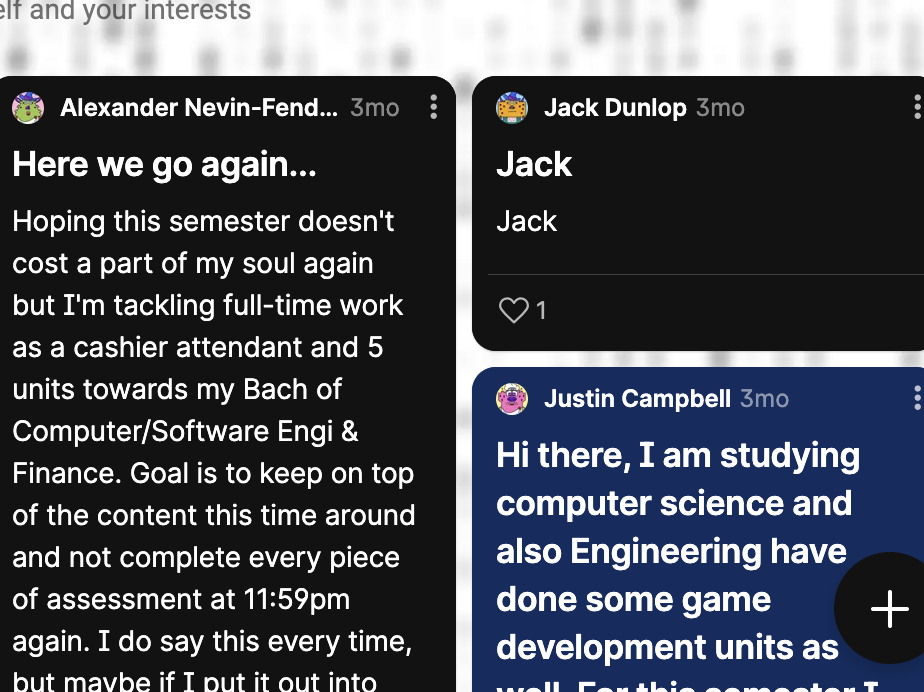 elf and your interests
Alexander Nevin-Fend... 3mo
Here we go again...
Hoping this semester doesn't
cost a part of my soul again
but I'm tackling full-time work
as a cashier attendant and 5
units towards my Bach of
Computer/Software Engi &
Finance. Goal is to keep on top
of the content this time around
and not complete every piece
of assessment at 11:59pm
again. I do say this every time,
but maybe if I put it out into
Jack Dunlop 3mo
Jack
Jack
1
Justin Campbell 3mo
Hi there, I am studying
computer science and
also Engineering have
done some game
development units as
well. For this semester I